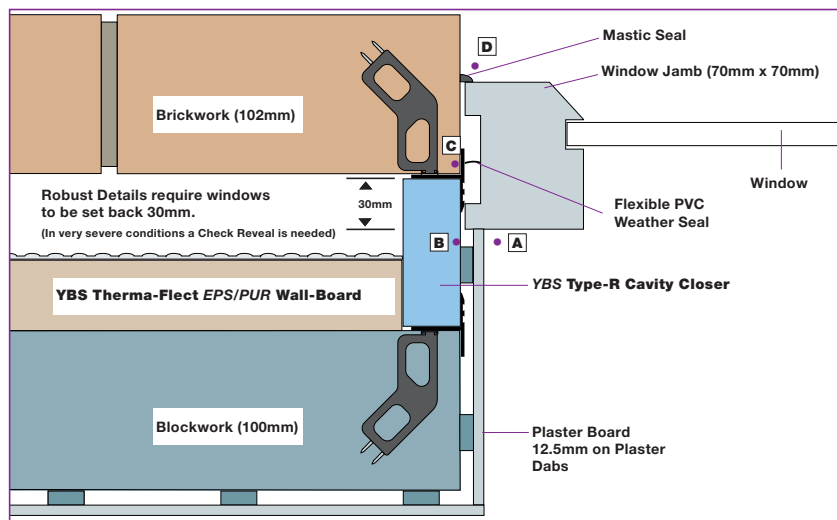 Mastic Seal
D
Window Jamb (70mm x 70mm)
Brickwork (102mm)
C
Window
Robust Details require windows
to be set back 30mm.
(In very severe conditions a Check Reveal is needed)
30mm
Flexible PVC
Weather Seal
B
A
YBS Therma-Flect EPS/PUR Wall-Board
YBS Type-R Cavity Closer
Blockwork (100mm)
Plaster Board
12.5mm on Plaster
Dabs